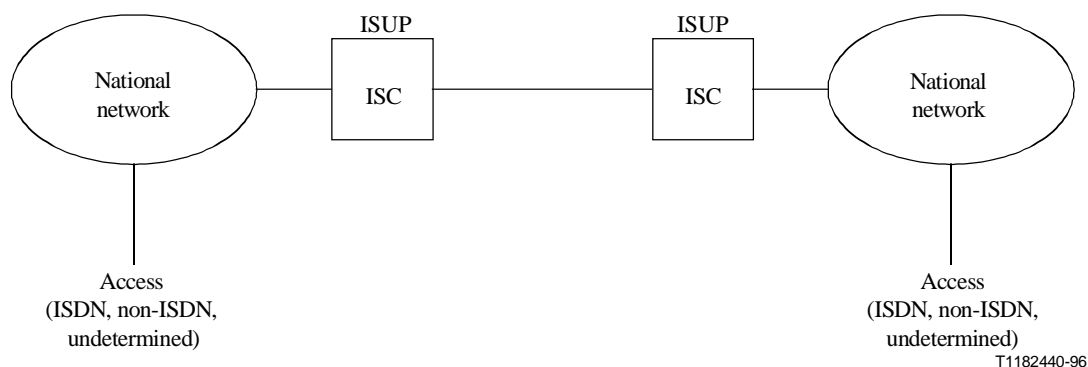 ISUP
ISUP
National
network
ISC
ISC
National
network
Access
(ISDN, non-ISDN,
undetermined)
Access
(ISDN, non-ISDN,
undetermined)
T1182440-96